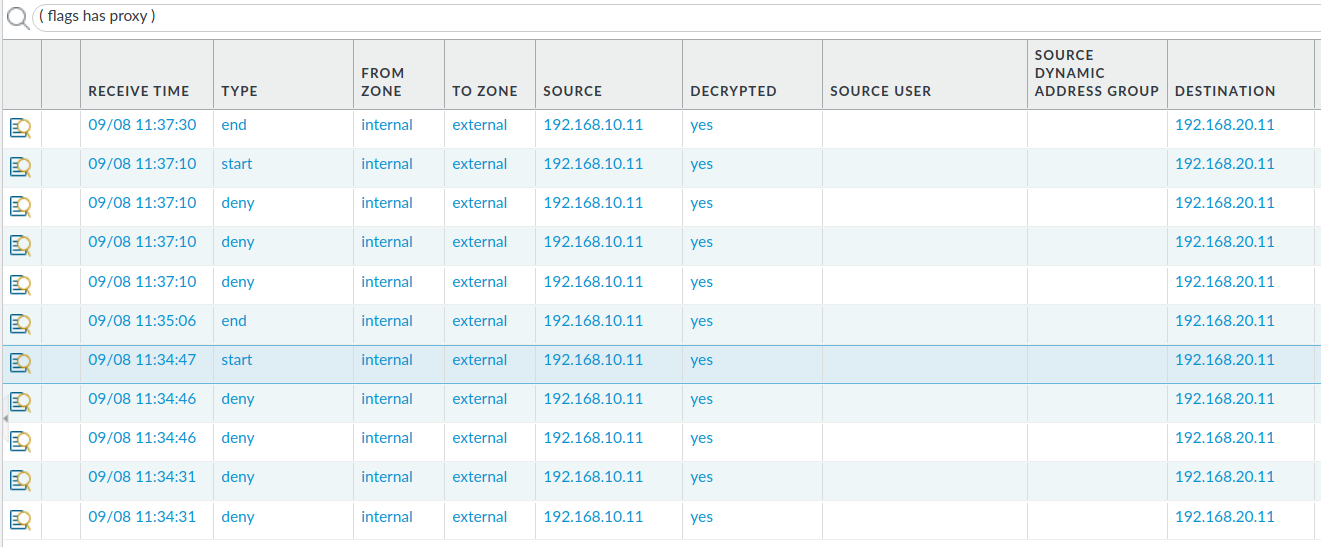 ( flags has proxy )
RECEIVE TIME TYPE FROM ZONE TO ZONE SOURCE DECRYPTED SOURCE USER SOURCE DYNAMIC ADDRESS GROUP DESTINATION
09/08 11:37:30 end internal external 192.168.10.11 yes 192.168.20.11
09/08 11:37:10 start internal external 192.168.10.11 yes 192.168.20.11
09/08 11:37:10 deny internal external 192.168.10.11 yes 192.168.20.11
09/08 11:37:10 deny internal external 192.168.10.11 yes 192.168.20.11
09/08 11:37:10 deny internal external 192.168.10.11 yes 192.168.20.11
09/08 11:35:06 end internal external 192.168.10.11 yes 192.168.20.11
09/08 11:34:47 start internal external 192.168.10.11 yes 192.168.20.11
09/08 11:34:46 deny internal external 192.168.10.11 yes 192.168.20.11
09/08 11:34:46 deny internal external 192.168.10.11 yes 192.168.20.11
09/08 11:34:31 deny internal external 192.168.10.11 yes 192.168.20.11
09/08 11:34:31 deny internal external 192.168.10.11 yes 192.168.20.11